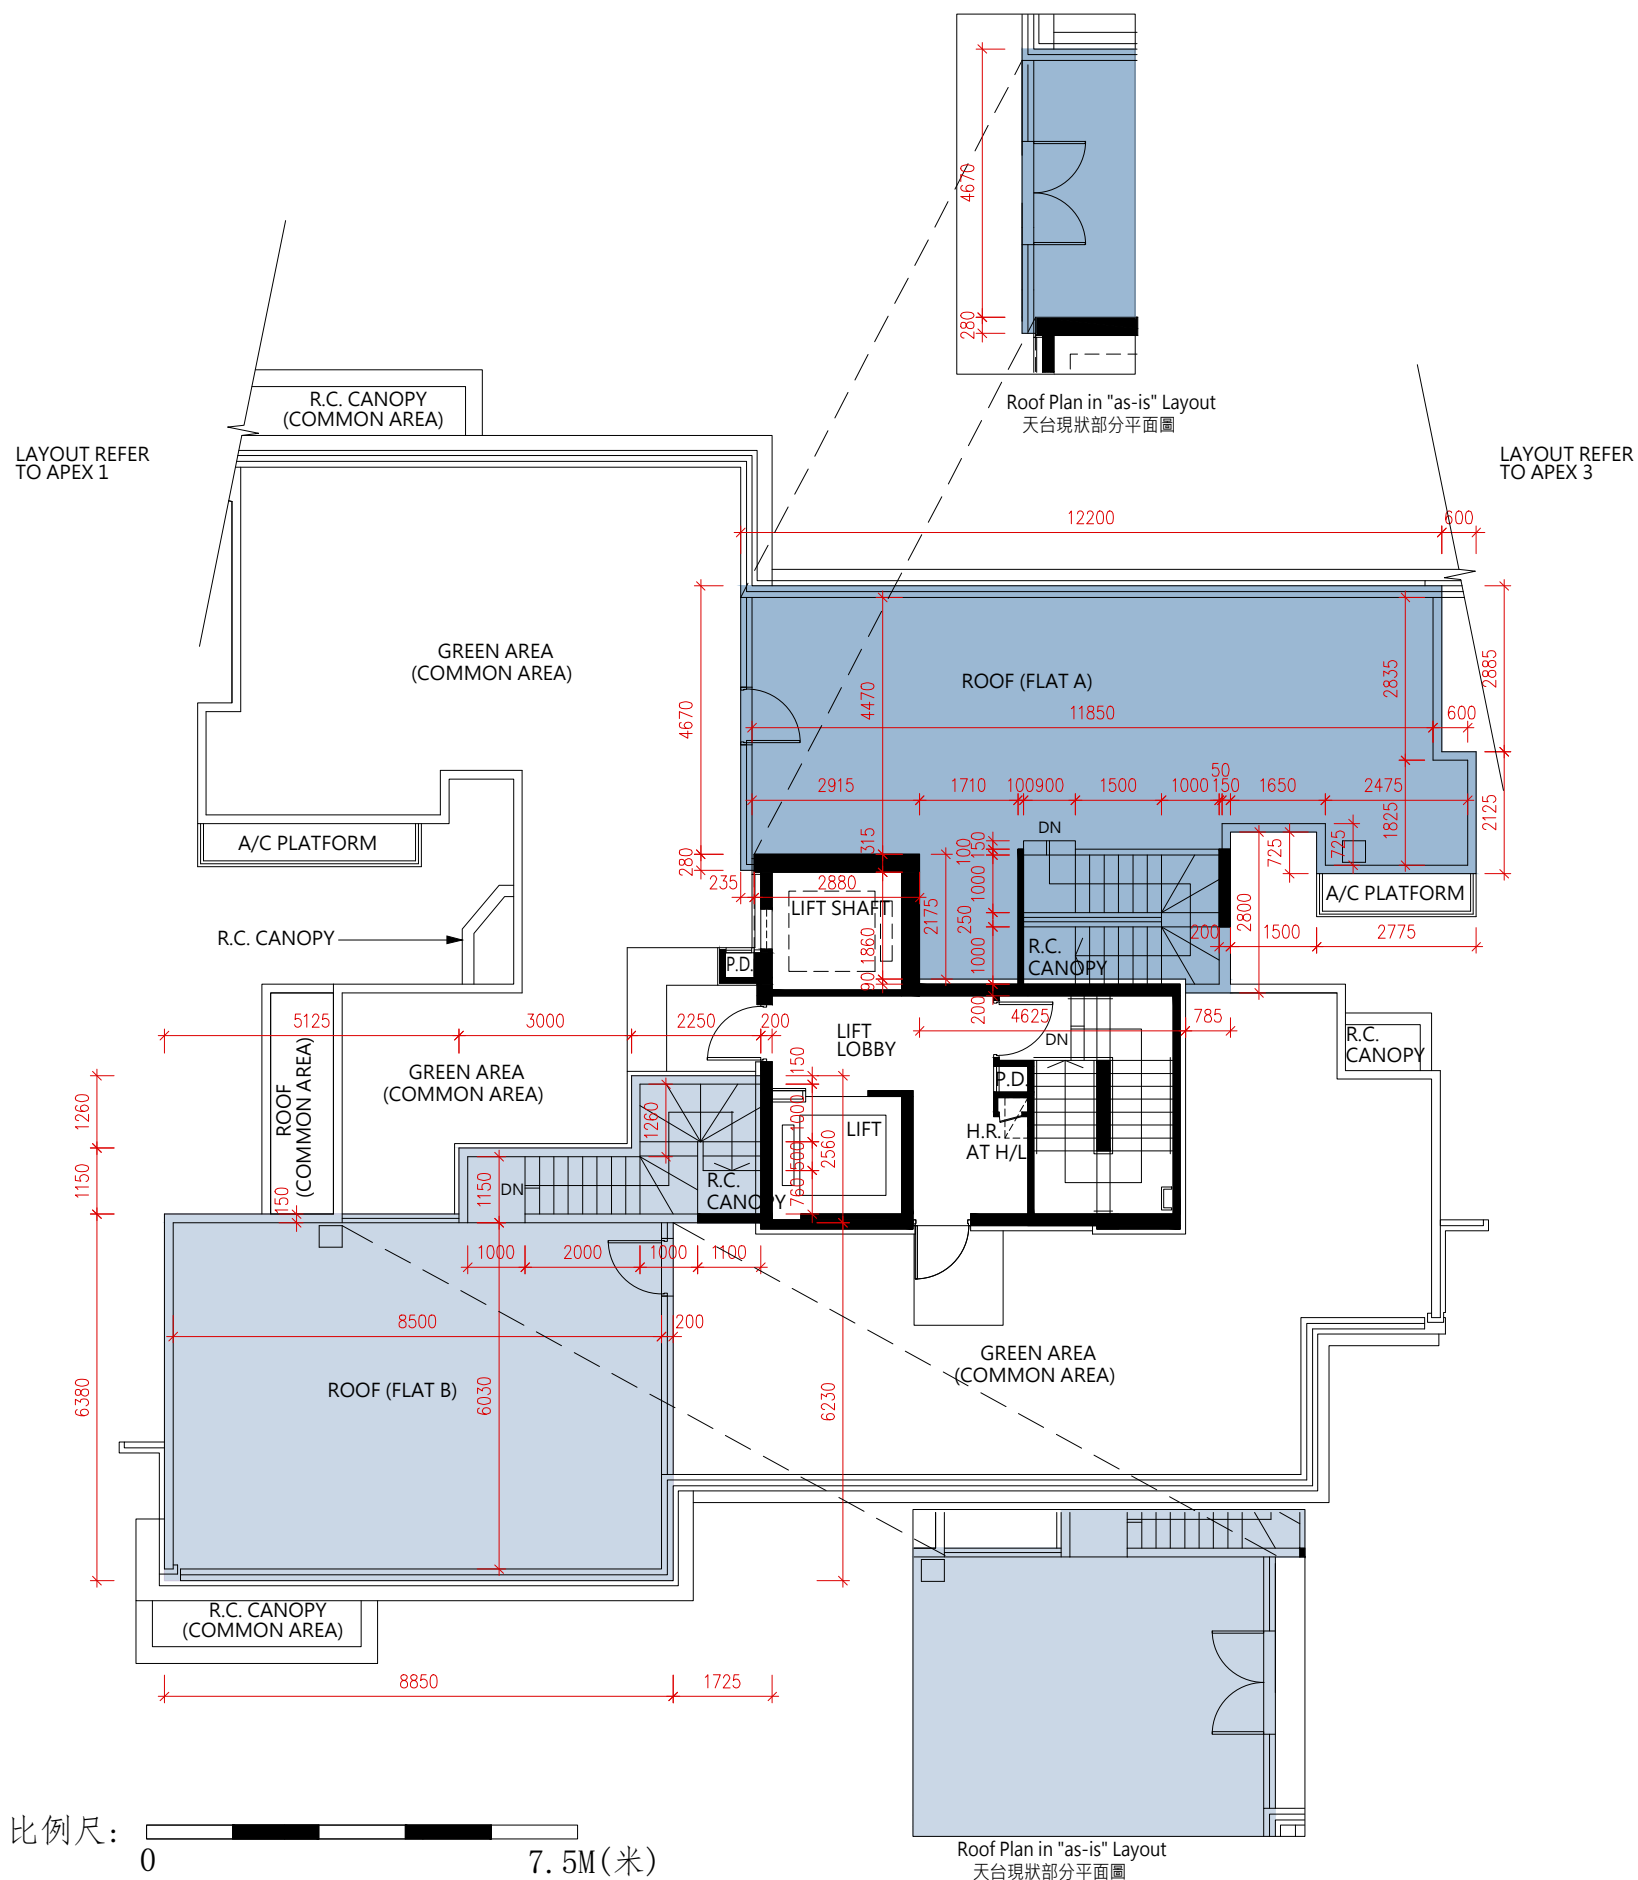 4670
280
Roof Plan in "as-is" Layout
天台現狀部分平面圖
R.C. CANOPY
(COMMON AREA)
LAYOUT REFER
TO APEX 1
LAYOUT REFER
TO APEX 3
12200
600
GREEN AREA
(COMMON AREA)
ROOF (FLAT A)
4670
4470
11850
600
2835
2885
50
2915
1710
100
900
1500
1000
150
1650
2475
DN
1825
2125
A/C PLATFORM
280
315
100
150
725
725
235
2880
LIFT SHAFT
1000
A/C PLATFORM
2175
250
2800
R.C. CANOPY
P.D.
1860
1000
R.C.
CANOPY
200
1500
2775
90
200
5125
3000
2250
200
LIFT
LOBBY
4625
785
DN
R.C.
CANOPY
ROOF
(COMMON AREA)
GREEN AREA
(COMMON AREA)
150
P.D.
1260
1260
1000
2560
LIFT
H.R.
AT H/L
500
1150
DN
1150
R.C.
CANOPY
760
150
1000
2000
1000
1100
8500
200
GREEN AREA
(COMMON AREA)
ROOF (FLAT B)
6380
6030
6230
R.C. CANOPY
(COMMON AREA)
8850
1725
比例尺:
0
7.5M(米)
Roof Plan in "as-is" Layout
天台現狀部分平面圖